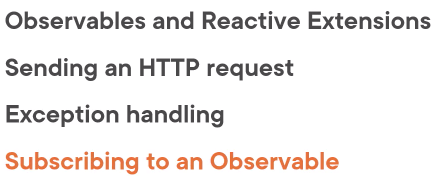 Observables and Reactive Extensions
Sending an HTTP request
Exception handling
Subscribing to an Observable